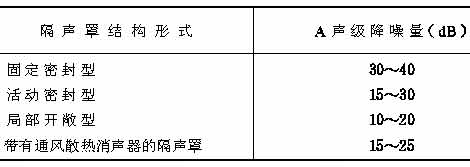 隔声罩结构形式 A声级降噪量(dB)
固定密封型 30～40
活动密封型 15～30
局部开敞型 10～20
带有通风散热消声器的隔声罩 15～25